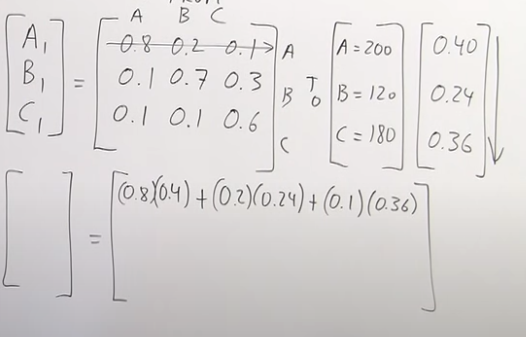 FROM
A B C
A₁ 0.8 0.2 0.1 A A = 200 0.40
B₁ = 0.1 0.7 0.3 B TO B = 120 0.24
C₁ 0.1 0.1 0.6 C C = 180 0.36
= (0.8)(0.4) + (0.2)(0.24) + (0.1)(0.36)